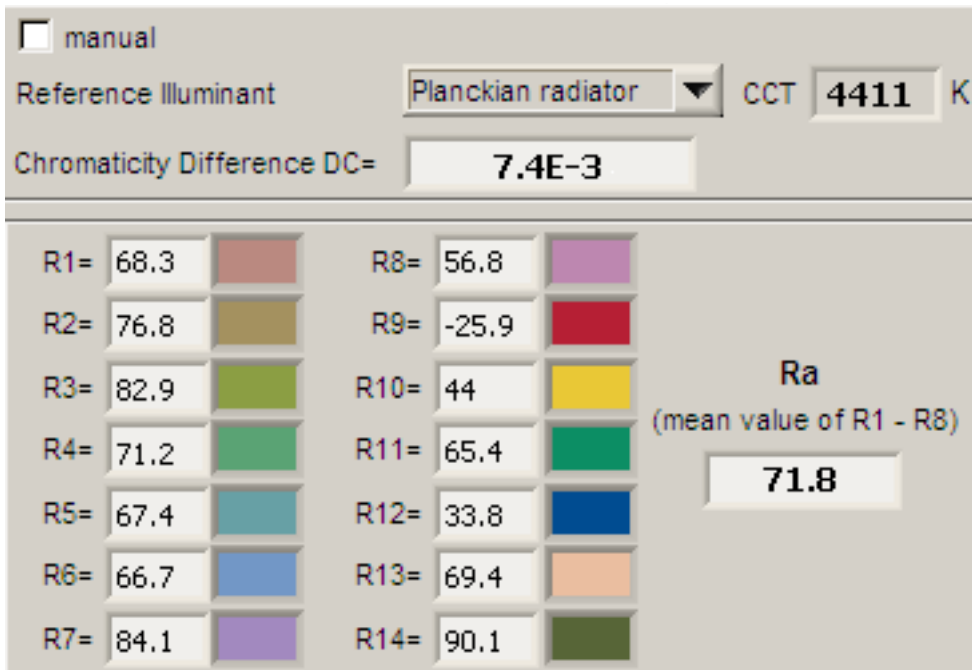 manual
Reference Illuminant Planckian radiator CCT 4411 K
Chromaticity Difference DC= 7.4E-3
R1= 68.3 R8= 56.8
R2= 76.8 R9= -25.9
R3= 82.9 R10= 44
R4= 71.2 R11= 65.4
R5= 67.4 R12= 33.8
R6= 66.7 R13= 69.4
R7= 84.1 R14= 90.1
Ra
(mean value of R1 - R8)
71.8